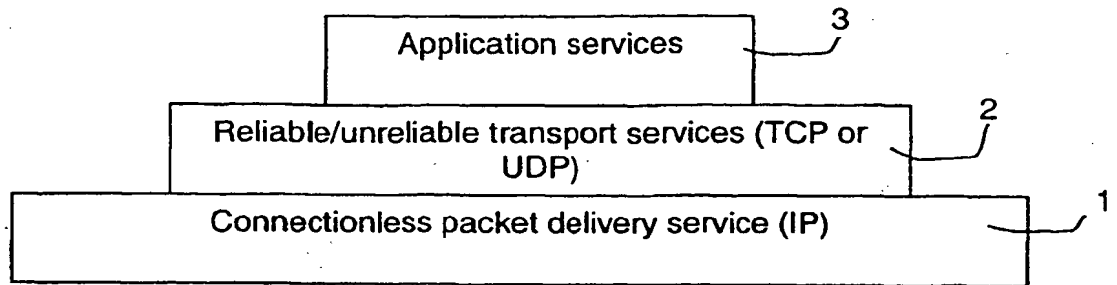 Application services
3
Reliable/unreliable transport services (TCP or
UDP)
2
Connectionless packet delivery service (IP)
1